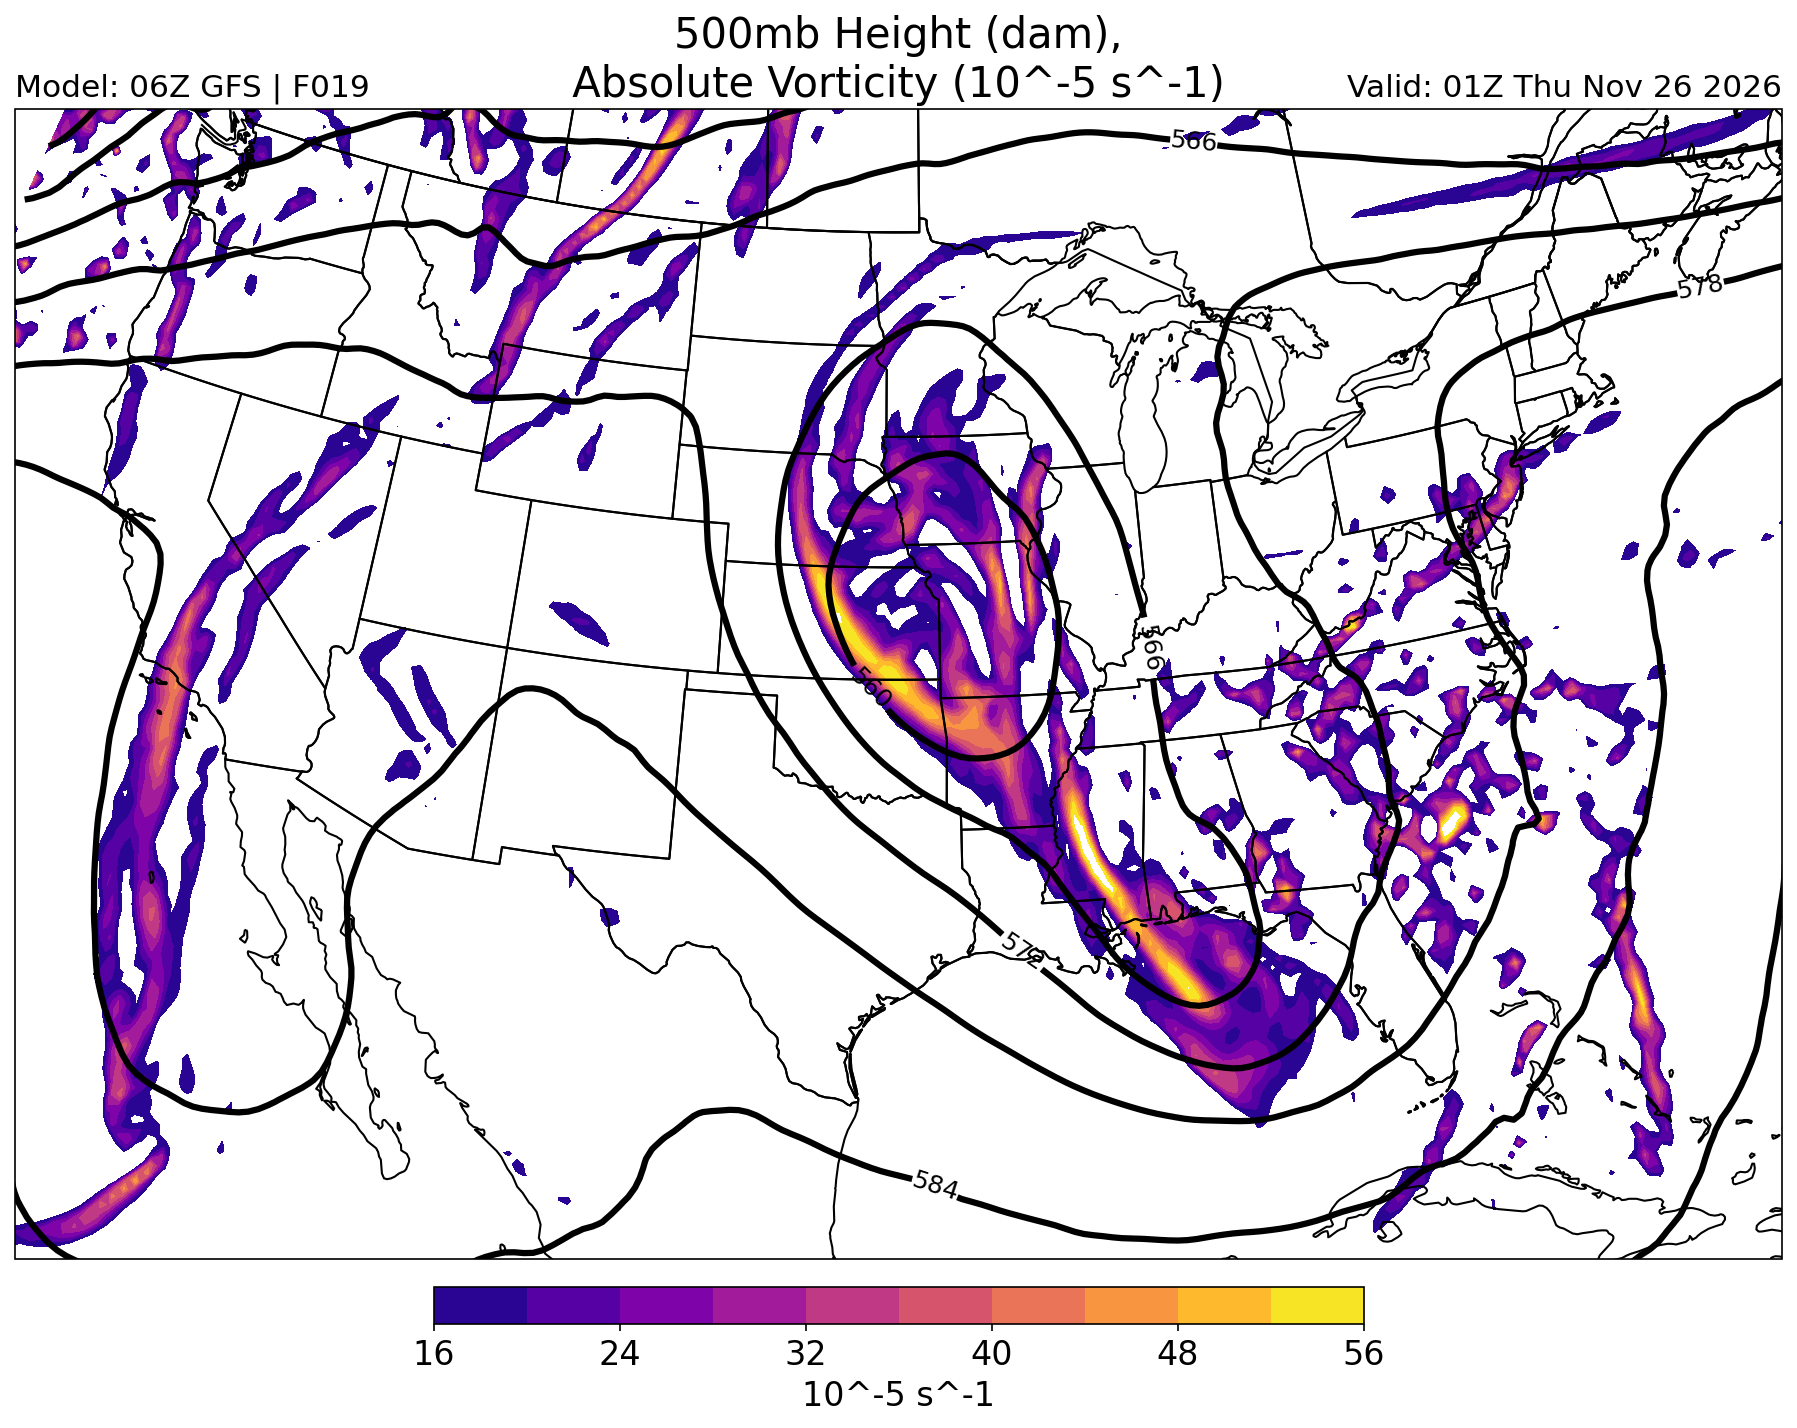 500mb Height (dam),
Model: 06Z GFS | F019
Absolute Vorticity (10^-5 s^-1)
Valid: 01Z Thu Nov 26 2026
566
578
566
560
572
584
16
24
32
40
48
56
10^-5 s^-1